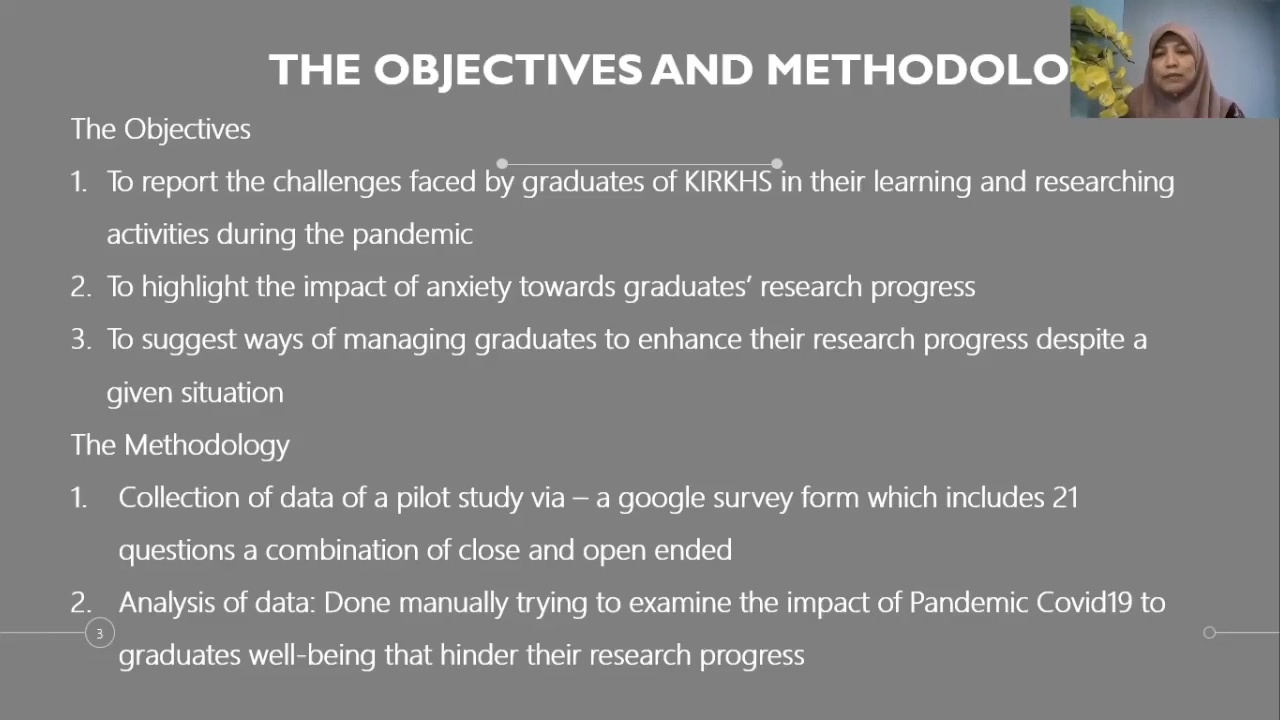 THE OBJECTIVES AND METHODOLO
The Objectives
1. To report the challenges faced by graduates of KIRKHS in their learning and researching
activities during the pandemic
2. To highlight the impact of anxiety towards graduates’ research progress
3. To suggest ways of managing graduates to enhance their research progress despite a
given situation
The Methodology
1. Collection of data of a pilot study via – a google survey form which includes 21
questions a combination of close and open ended
2. Analysis of data: Done manually trying to examine the impact of Pandemic Covid19 to
3
graduates well-being that hinder their research progress